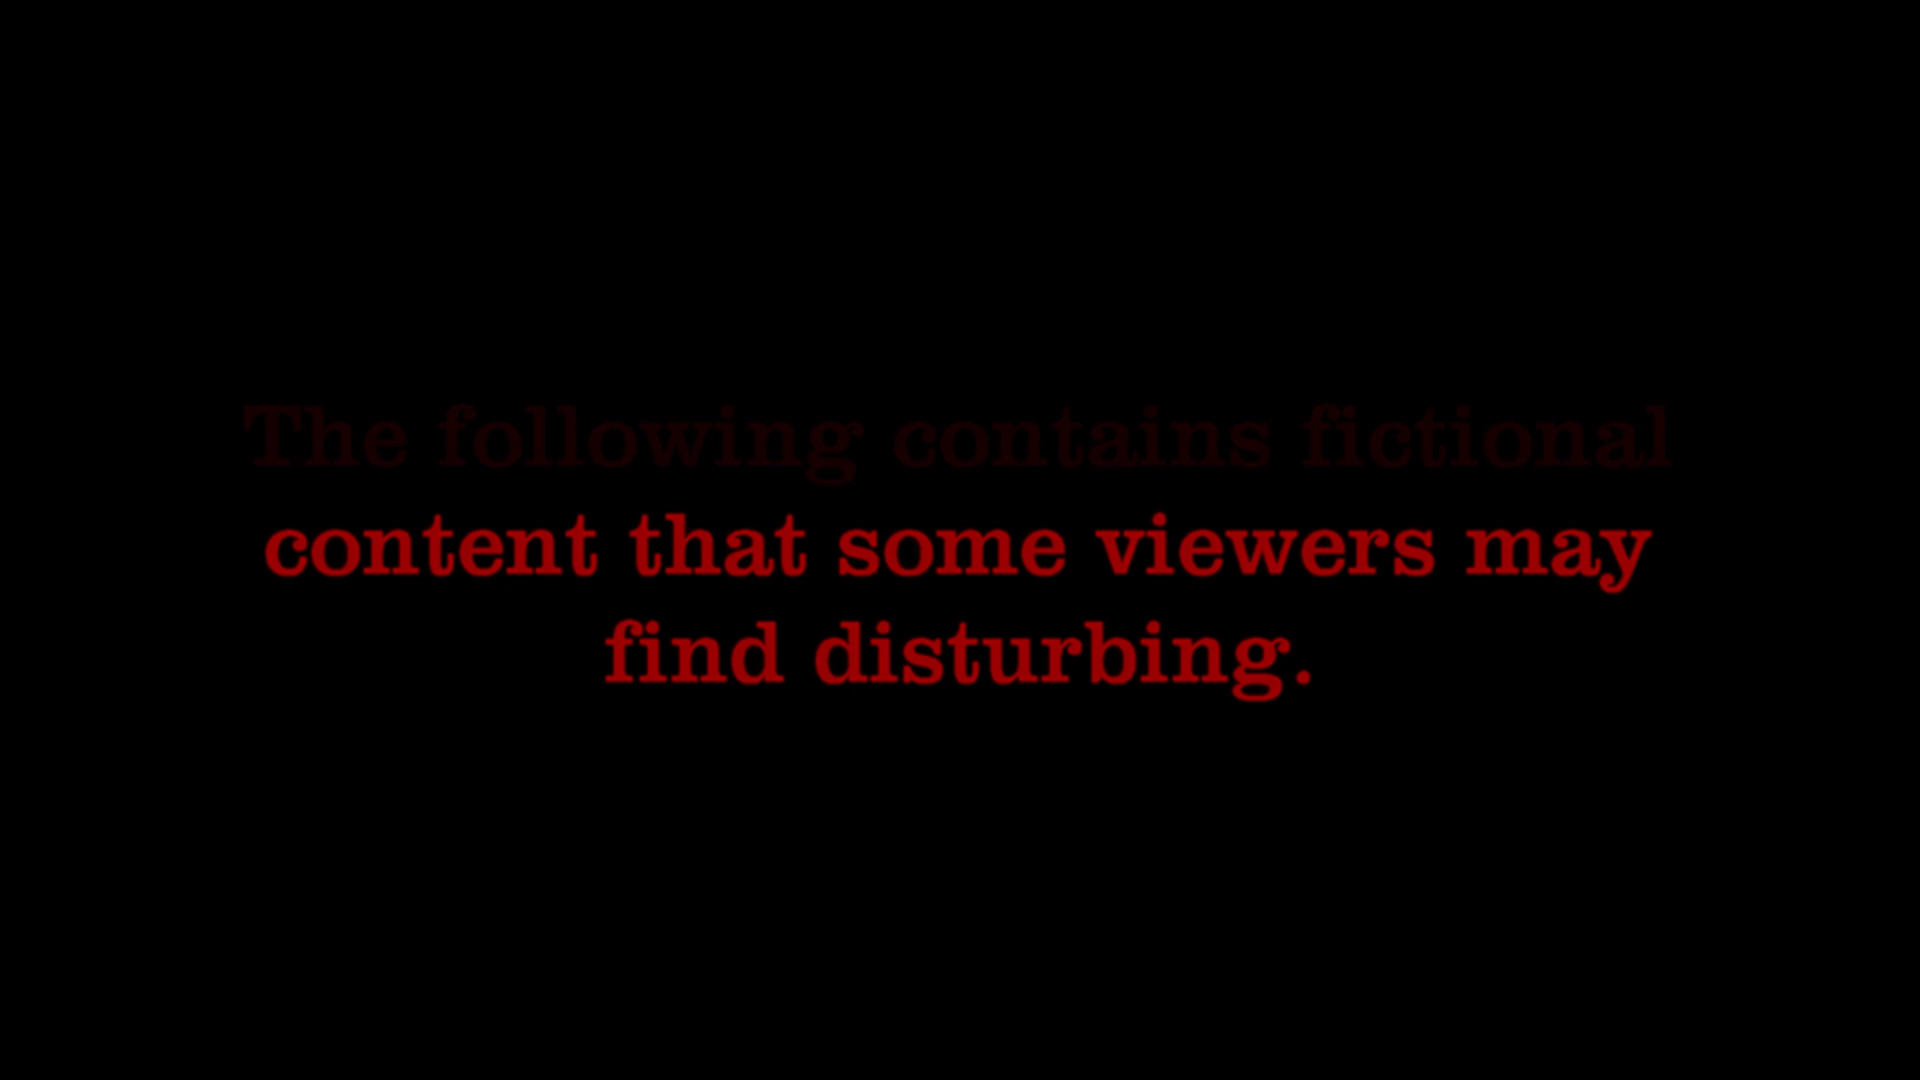 The following contains fictional
content that some viewers may
find disturbing.